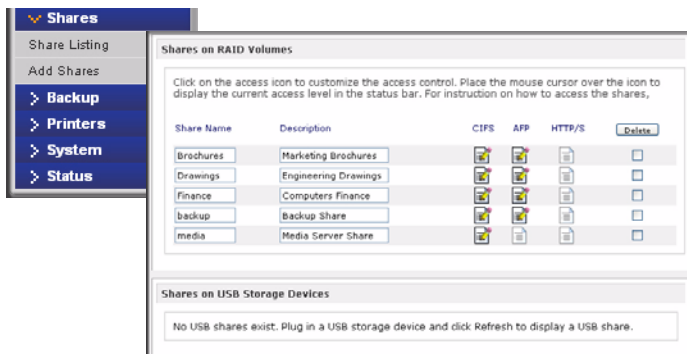 Shares
Share Listing
Add Shares
Backup
Printers
System
Status
Shares on RAID Volumes
Click on the access icon to customize the access control. Place the mouse cursor over the icon to
display the current access level in the status bar. For instruction on how to access the shares,
Share Name Description CIFS AFP HTTP/S Delete
Brochures Marketing Brochures
Drawings Engineering Drawings
Finance Computers Finance
backup Backup Share
media Media Server Share
Shares on USB Storage Devices
No USB shares exist. Plug in a USB storage device and click Refresh to display a USB share.